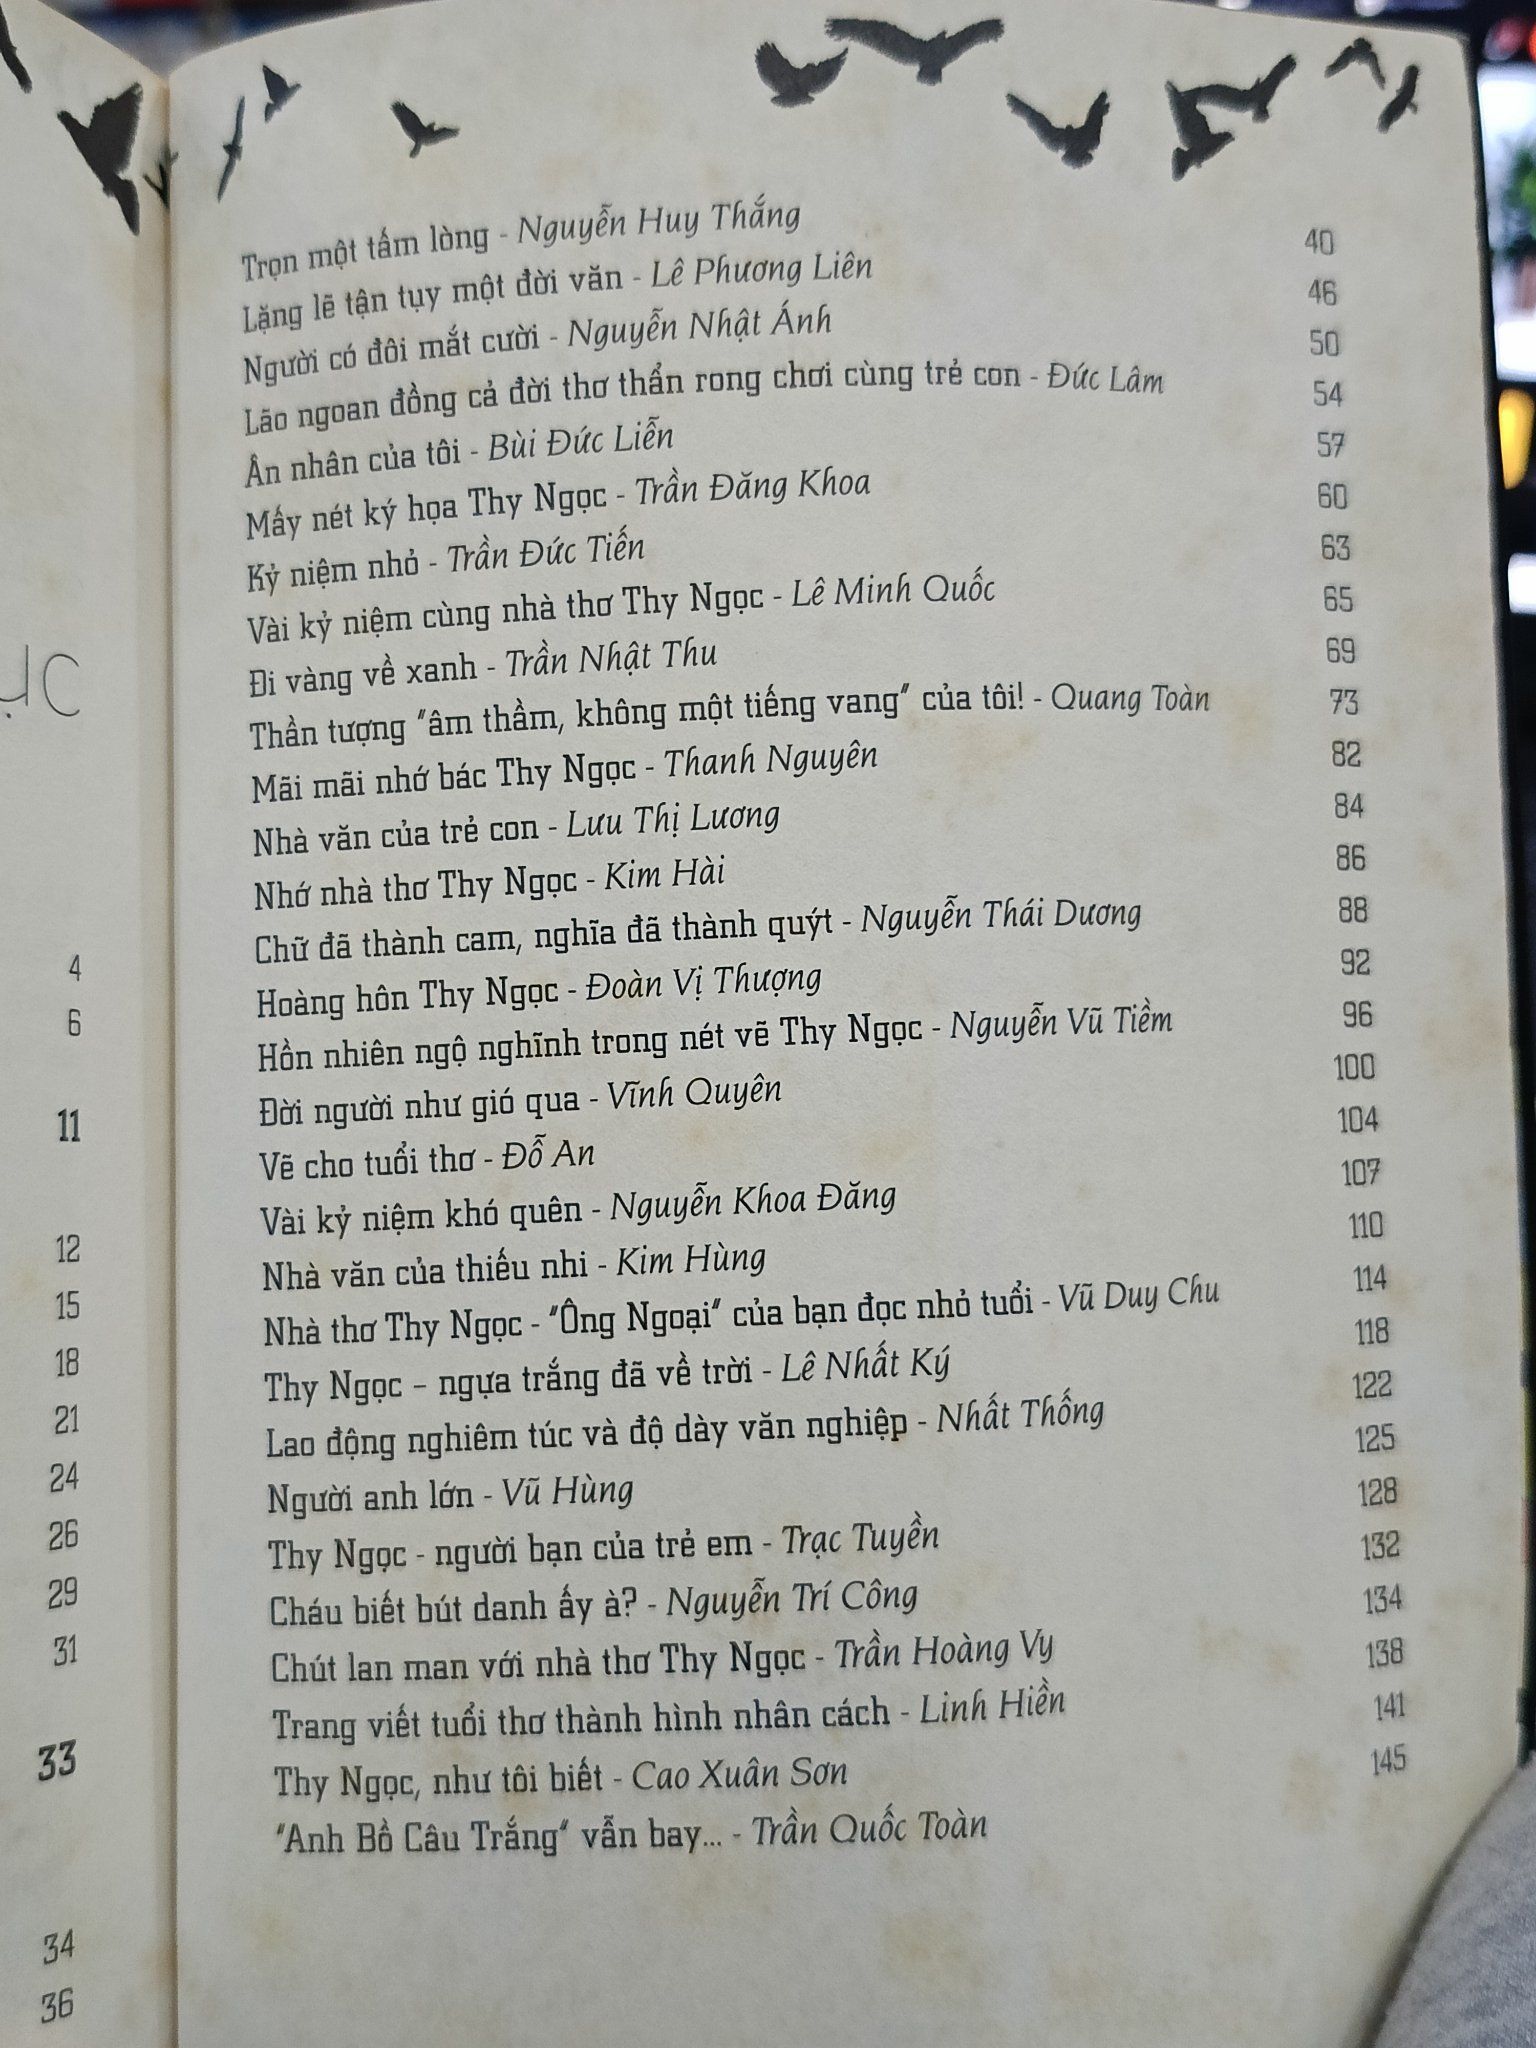 ỤC
4
6
11
12
15
18
21
24
26
29
31
33
34
36
Trọn một tấm lòng - Nguyễn Huy Thắng 40
Lặng lẽ tận tụy một đời văn - Lê Phương Liên 46
Người có đôi mắt cười - Nguyễn Nhật Ánh 50
Lão ngoan đồng cả đời thơ thẩn rong chơi cùng trẻ con - Đức Lâm 54
Ân nhân của tôi - Bùi Đức Liễn 57
Mấy nét ký họa Thy Ngọc - Trần Đăng Khoa 60
Kỷ niệm nhỏ - Trần Đức Tiến 63
Vài kỷ niệm cùng nhà thơ Thy Ngọc - Lê Minh Quốc 65
Đi vàng về xanh - Trần Nhật Thu 69
Thần tượng "âm thầm, không một tiếng vang" của tôi! - Quang Toàn 73
Mãi mãi nhớ bác Thy Ngọc - Thanh Nguyên 82
Nhà văn của trẻ con - Lưu Thị Lương 84
Nhớ nhà thơ Thy Ngọc - Kim Hài 86
Chữ đã thành cam, nghĩa đã thành quýt - Nguyễn Thái Dương 88
Hoàng hôn Thy Ngọc - Đoàn Vị Thượng 92
Hồn nhiên ngộ nghĩnh trong nét vẽ Thy Ngọc - Nguyễn Vũ Tiềm 96
Đời người như gió qua - Vĩnh Quyên 100
Vẽ cho tuổi thơ - Đỗ An 104
Vài kỷ niệm khó quên - Nguyễn Khoa Đăng 107
Nhà văn của thiếu nhi - Kim Hùng 110
Nhà thơ Thy Ngọc - "Ông Ngoại" của bạn đọc nhỏ tuổi - Vũ Duy Chu 114
Thy Ngọc – ngựa trắng đã về trời - Lê Nhất Ký 118
Lao động nghiêm túc và độ dày văn nghiệp - Nhất Thống 122
Người anh lớn - Vũ Hùng 125
Thy Ngọc - người bạn của trẻ em - Trạc Tuyền 128
Cháu biết bút danh ấy à? - Nguyễn Trí Công 132
Chút lan man với nhà thơ Thy Ngọc - Trần Hoàng Vy 134
Trang viết tuổi thơ thành hình nhân cách - Linh Hiền 138
Thy Ngọc, như tôi biết - Cao Xuân Sơn 141
"Anh Bồ Câu Trắng" vẫn bay... - Trần Quốc Toàn 145